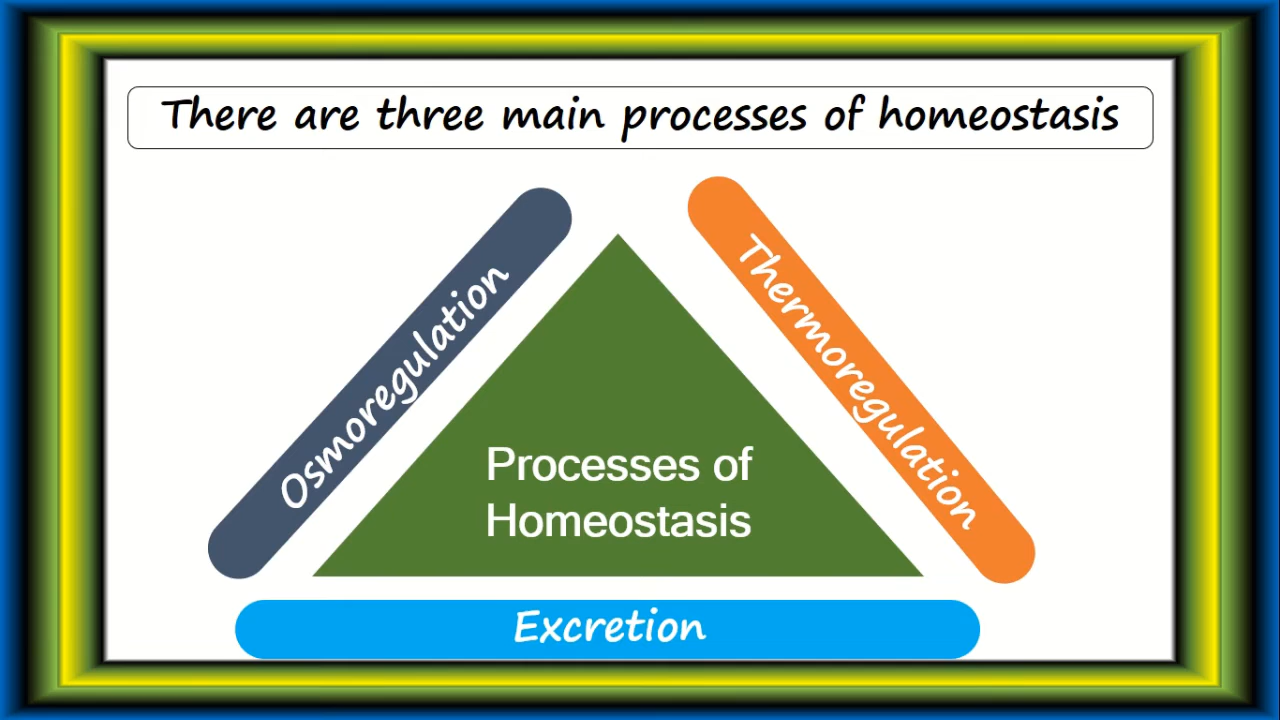 There are three main processes of homeostasis
Osmoregulation
Thermoregulation
Processes of
Homeostasis
Excretion